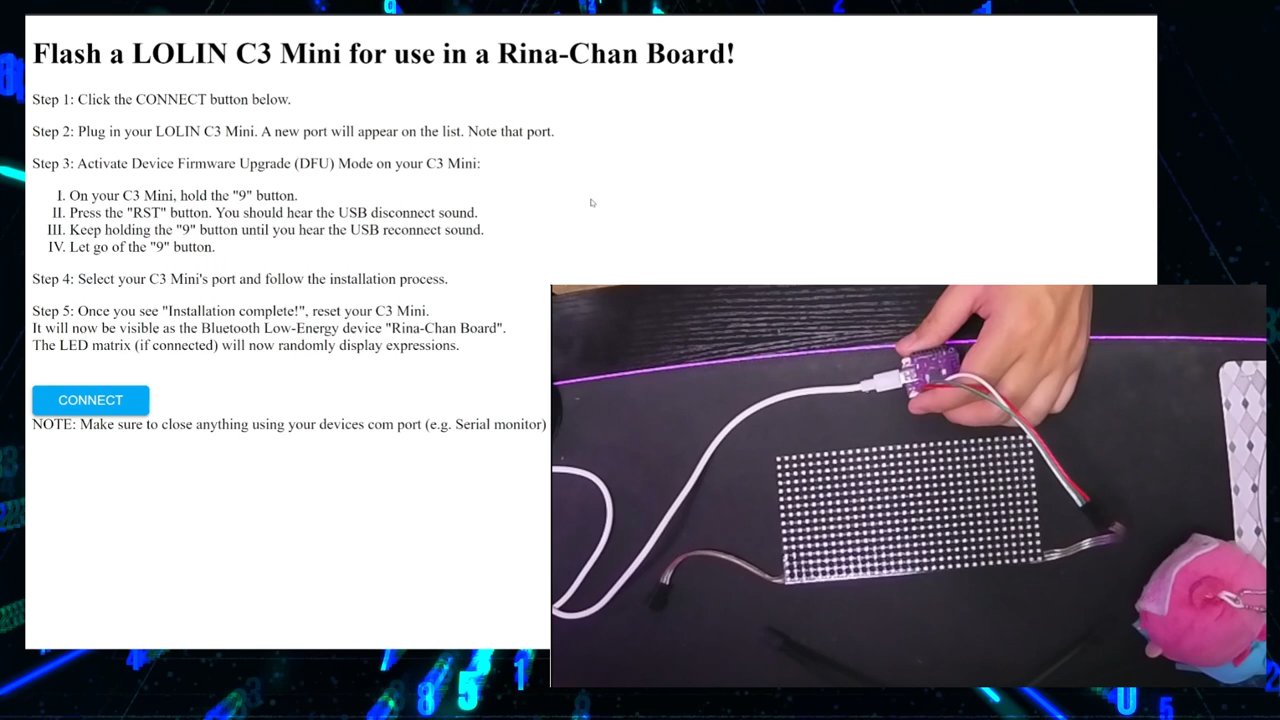 Flash a LOLIN C3 Mini for use in a Rina-Chan Board!
Step 1: Click the CONNECT button below.
Step 2: Plug in your LOLIN C3 Mini. A new port will appear on the list. Note that port.
Step 3: Activate Device Firmware Upgrade (DFU) Mode on your C3 Mini:
I. On your C3 Mini, hold the "9" button.
II. Press the "RST" button. You should hear the USB disconnect sound.
III. Keep holding the "9" button until you hear the USB reconnect sound.
IV. Let go of the "9" button.
Step 4: Select your C3 Mini's port and follow the installation process.
Step 5: Once you see "Installation complete!", reset your C3 Mini.
It will now be visible as the Bluetooth Low-Energy device "Rina-Chan Board".
The LED matrix (if connected) will now randomly display expressions.
CONNECT
NOTE: Make sure to close anything using your devices com port (e.g. Serial monitor)